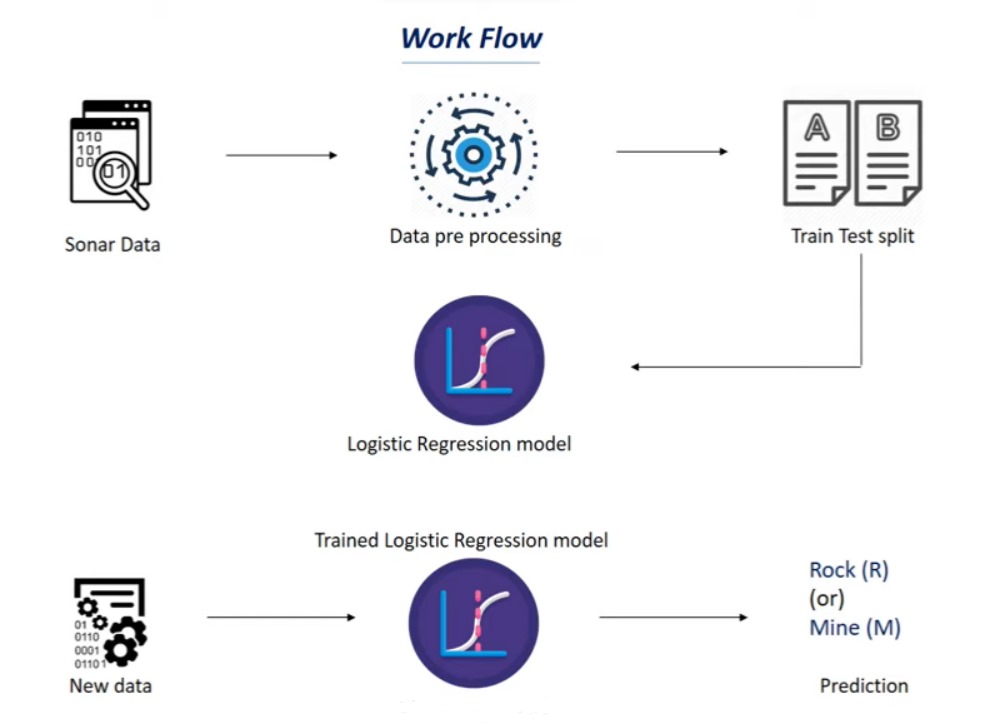 Work Flow
010
101
00
01
A
B
Sonar Data
Data pre processing
Train Test split
Logistic Regression model
Trained Logistic Regression model
Rock (R)
(or)
Mine (M)
01
0110
0001
01101
New data
Prediction